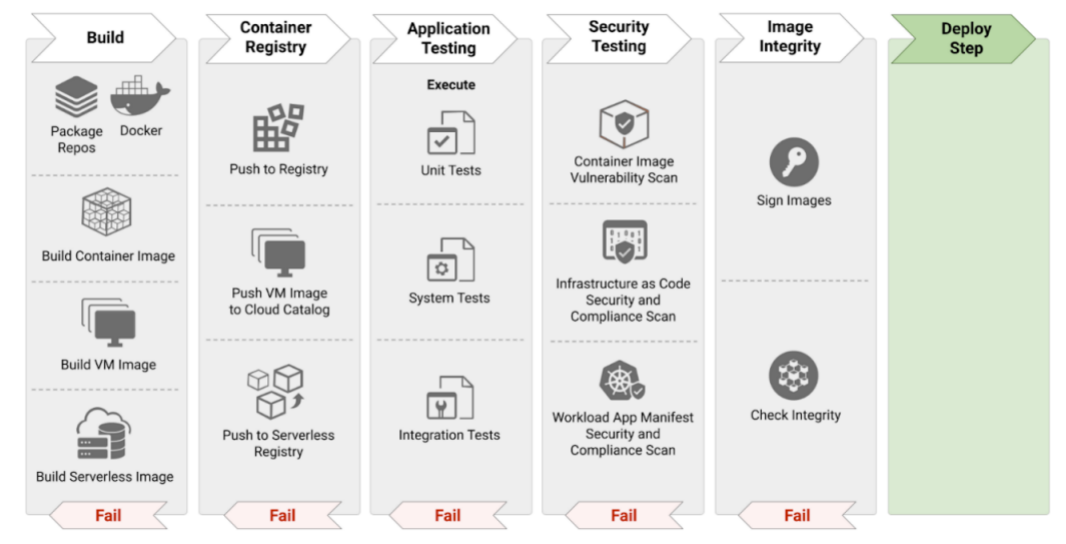 Build
Package
Repos
Docker
Build Container Image
Build VM Image
Build Serverless Image
Fail
Container
Registry
Push to Registry
Push VM Image
to Cloud Catalog
Push to Serverless
Registry
Fail
Application
Testing
Execute
Unit Tests
System Tests
Integration Tests
Fail
Security
Testing
Container Image
Vulnerability Scan
Infrastructure as Code
Security and
Compliance Scan
Workload App Manifest
Security and
Compliance Scan
Fail
Image
Integrity
Sign Images
Check Integrity
Fail
Deploy
Step